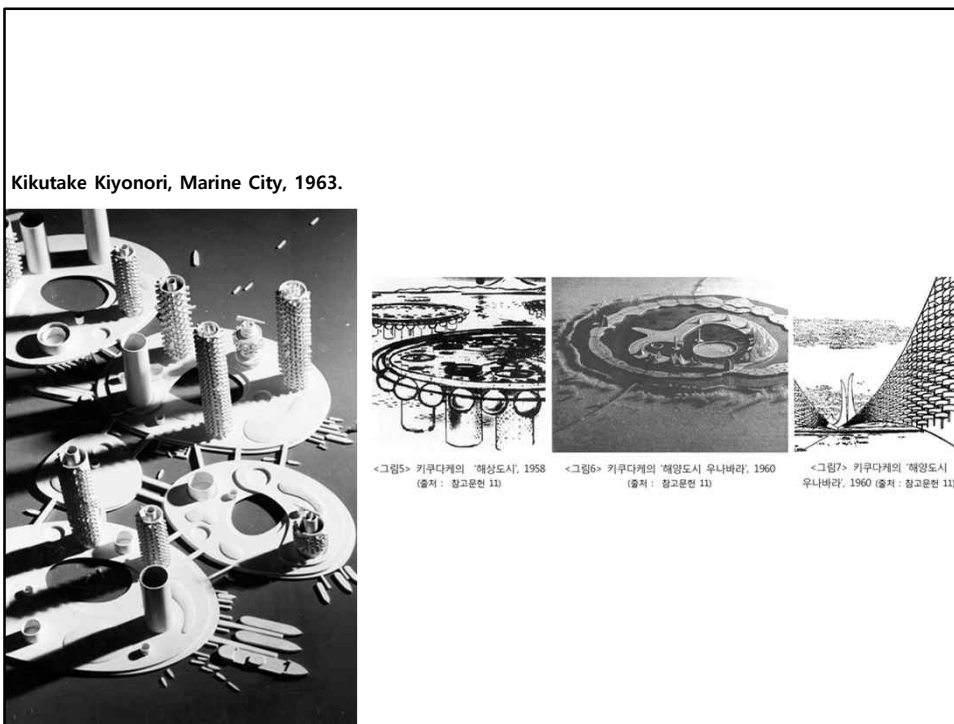 Kikutake Kiyonori, Marine City, 1963.
<그림5> 키쿠다케의 '해상도시', 1958
(출처 : 참고문헌 11)
<그림6> 키쿠다케의 '해양도시 우나바라', 1960
(출처 : 참고문헌 11)
<그림7> 키쿠다케의 '해양도시
우나바라', 1960 (출처 : 참고문헌 11)